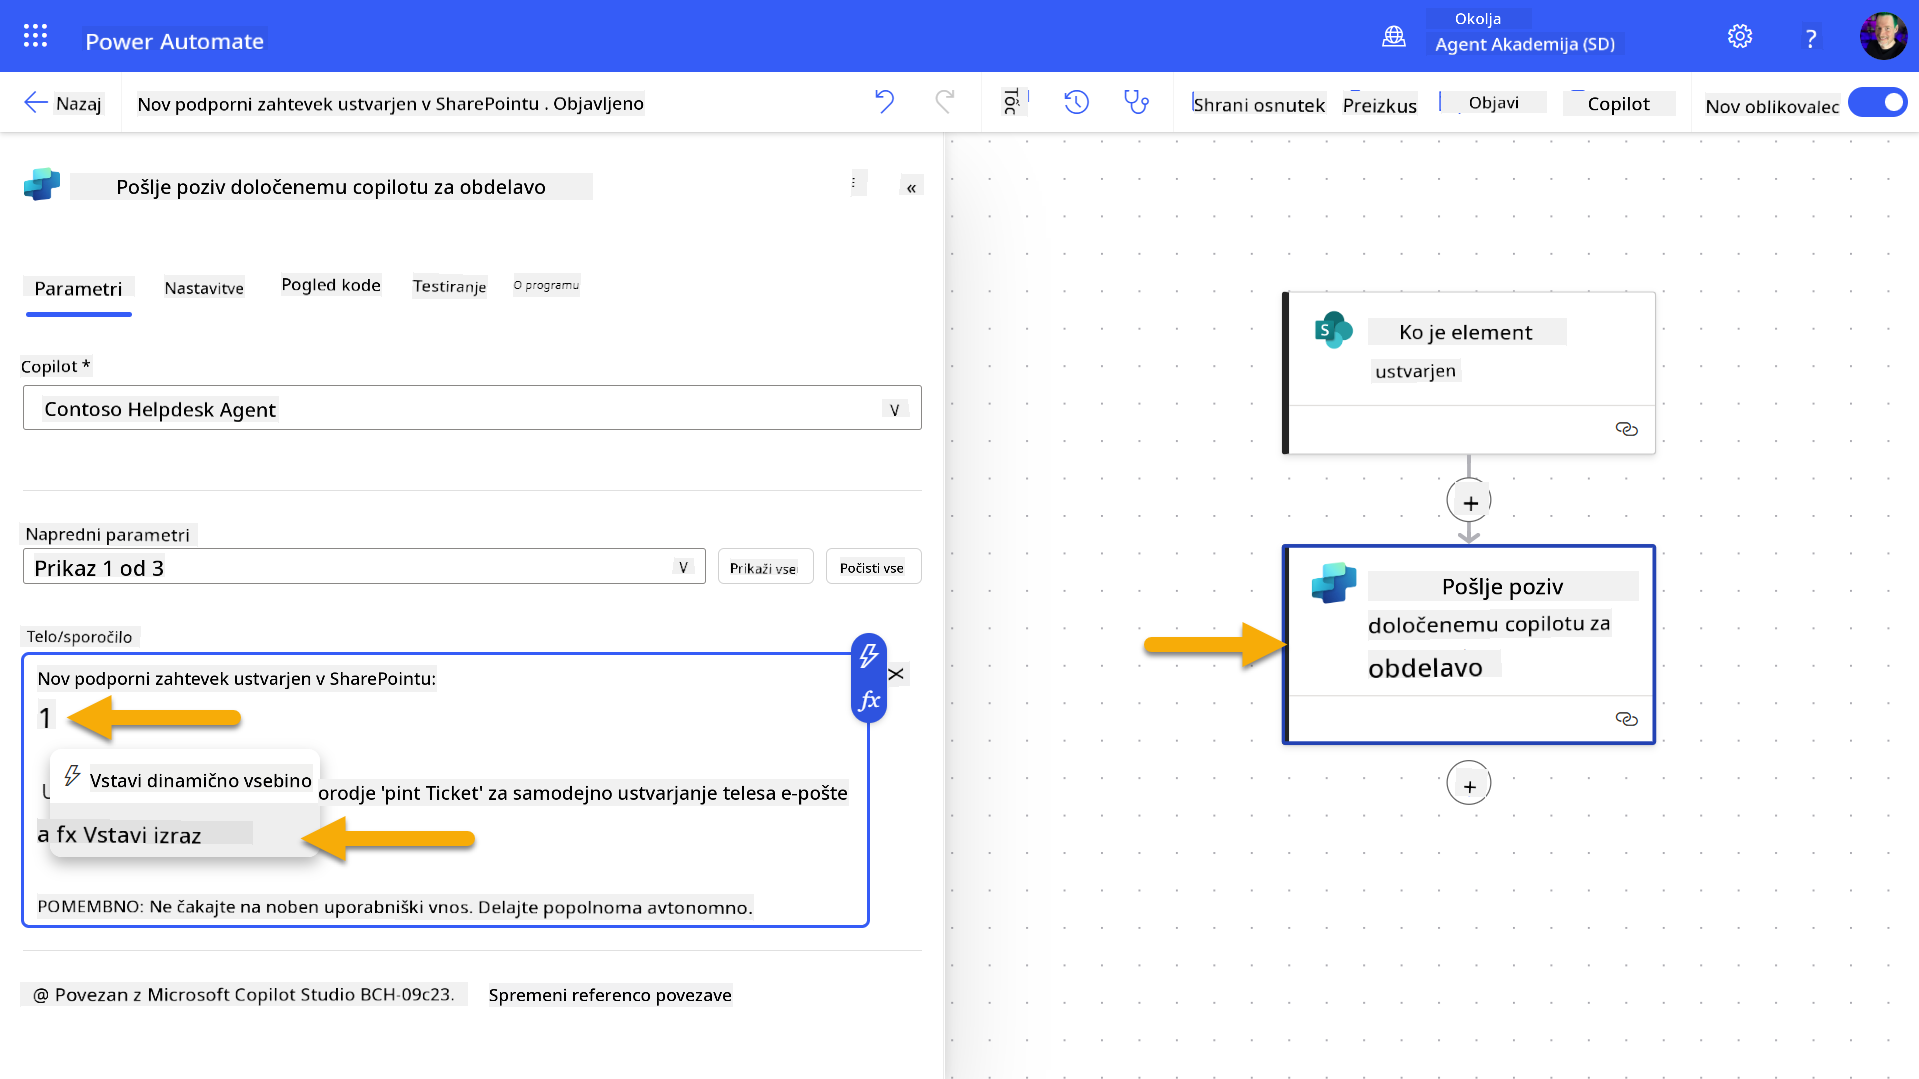 Power Automate
Okolja
Agent Akademija (SD)
?
Nazaj
Nov podporni zahtevek ustvarjen v SharePointu . Objavljeno
Shrani osnutek
Preizkus
Objavi
Copilot
Nov oblikovalec
Pošlje poziv določenemu copilotu za obdelavo
«
Parametri
Nastavitve
Pogled kode
Testiranje
O programu
Copilot *
Contoso Helpdesk Agent
V
Napredni parametri
Prikaz 1 od 3
V
Prikaži vse
Počisti vse
Telo/sporočilo
Nov podporni zahtevek ustvarjen v SharePointu:
1
Vstavi dinamično vsebino
orodje 'pint Ticket' za samodejno ustvarjanje telesa e-pošte
a fx Vstavi izraz
POMEMBNO: Ne čakajte na noben uporabniški vnos. Delajte popolnoma avtonomno.
fx
@ Povezan z Microsoft Copilot Studio BCH-09c23.
Spremeni referenco povezave
S
Ko je element
ustvarjen
+
Pošlje poziv
določenemu copilotu za
obdelavo
+